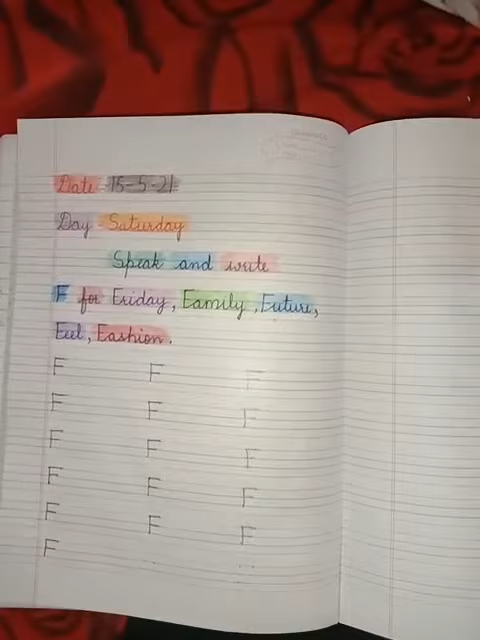 Date - 15-5-21
Day - Saturday
Speak and write
F for Friday, Family, Future,
Feel, Fashion.
F F F
F F F
F F F
F F F
F F F
F